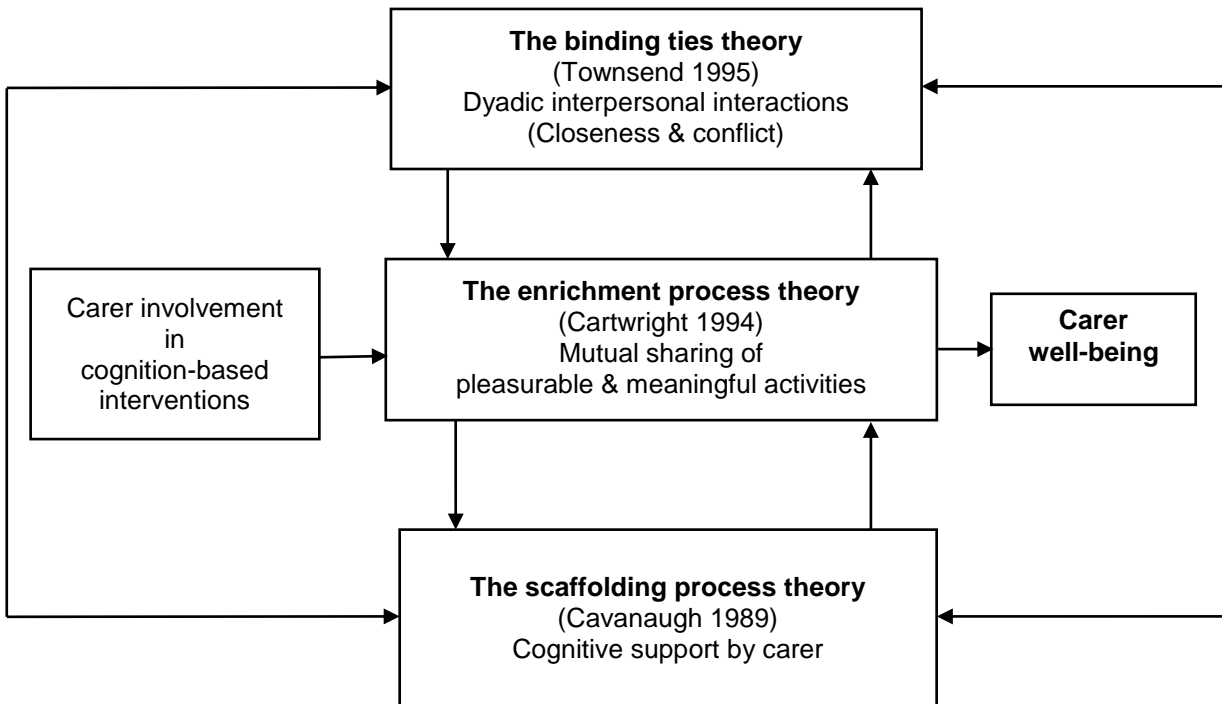 The binding ties theory
(Townsend 1995)
Dyadic interpersonal interactions
(Closeness & conflict)
Carer involvement
in
cognition-based
interventions
The enrichment process theory
(Cartwright 1994)
Mutual sharing of
pleasurable & meaningful activities
Carer
well-being
The scaffolding process theory
(Cavanaugh 1989)
Cognitive support by carer